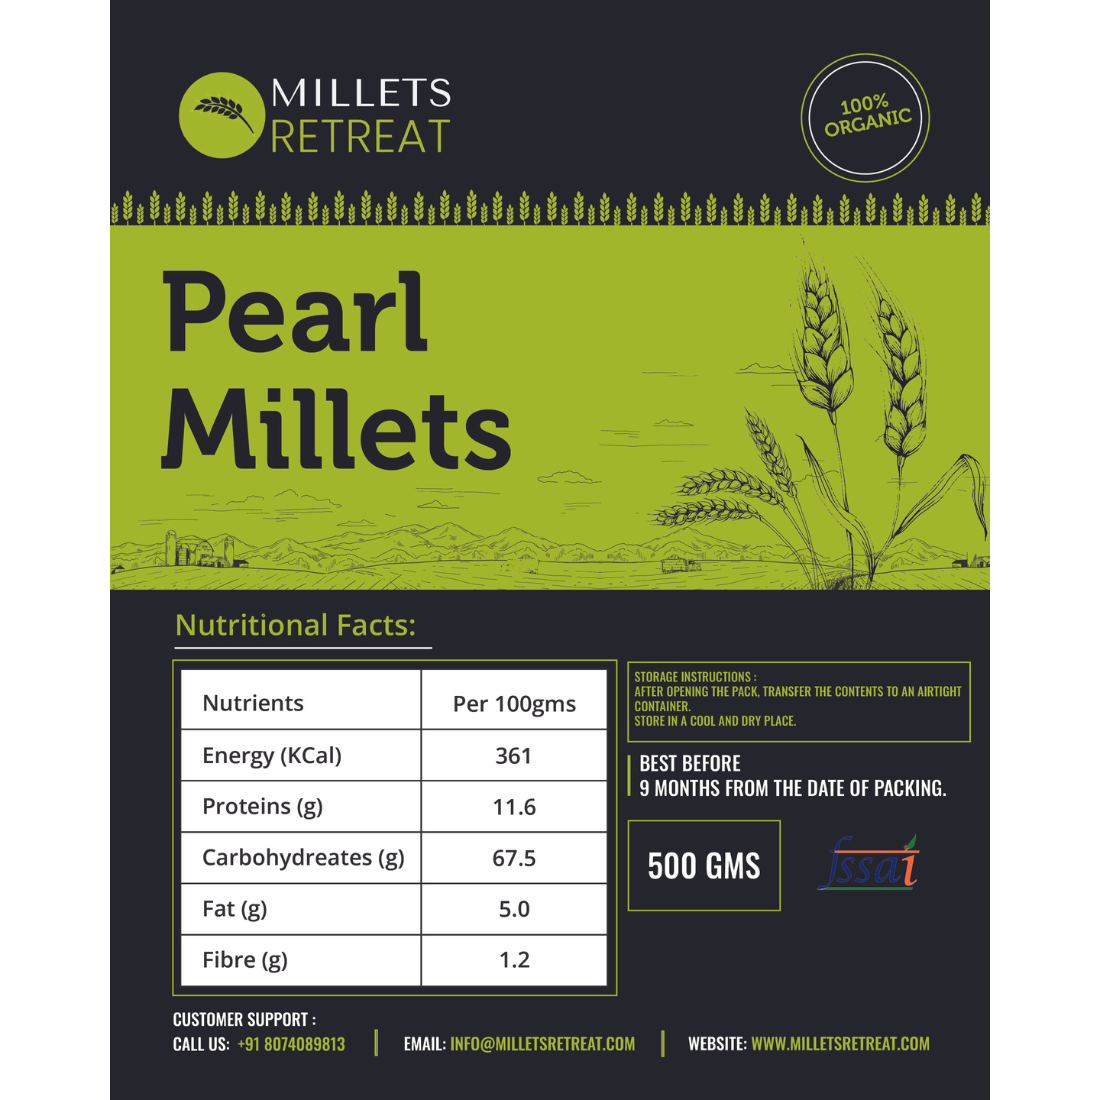 MILLETS
RETREAT
100%
ORGANIC
Pearl
Millets
Nutritional Facts:
Nutrients Per 100gms
Energy (KCal) 361
Proteins (g) 11.6
Carbohydreates (g) 67.5
Fat (g) 5.0
Fibre (g) 1.2
STORAGE INSTRUCTIONS :
AFTER OPENING THE PACK, TRANSFER THE CONTENTS TO AN AIRTIGHT
CONTAINER.
STORE IN A COOL AND DRY PLACE.
BEST BEFORE
9 MONTHS FROM THE DATE OF PACKING.
500 GMS
fssai
CUSTOMER SUPPORT :
CALL US: +91 8074089813 EMAIL: INFO@MILLETSRETREAT.COM WEBSITE: WWW.MILLETSRETREAT.COM